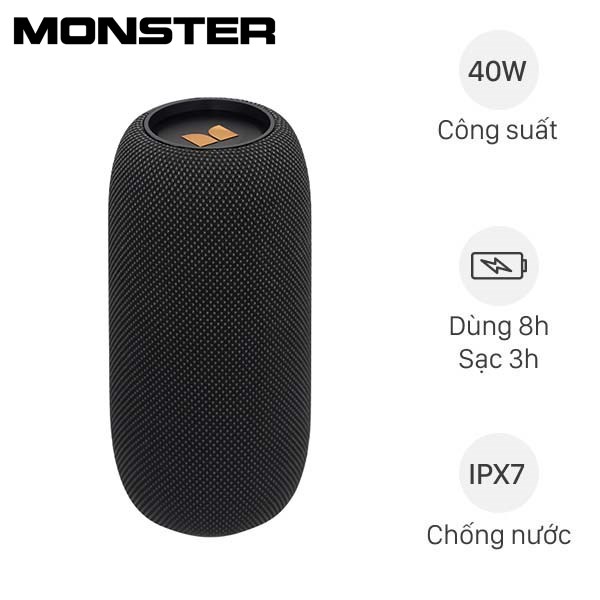 MONSTER
40W
Công suất
Dùng 8h
Sạc 3h
IPX7
Chống nước